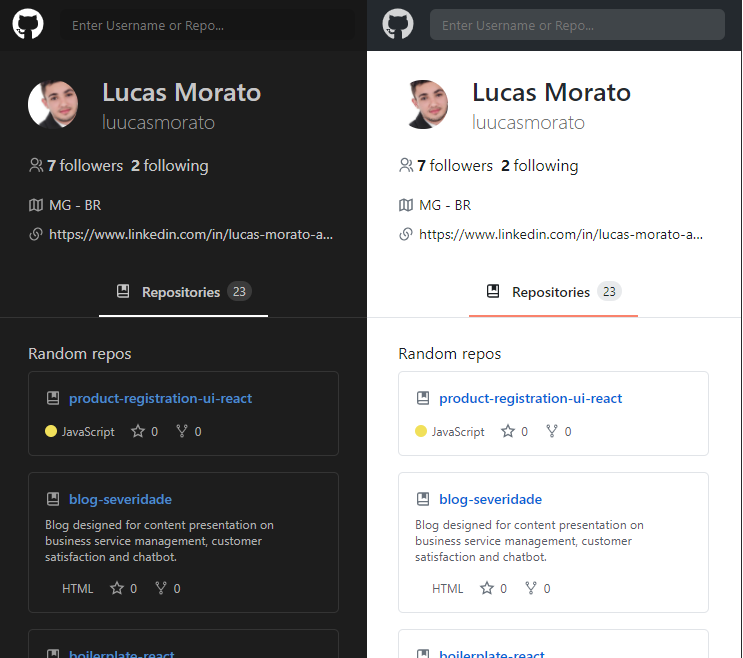 Enter Username or Repo...
Lucas Morato
luucasmorato
7 followers 2 following
MG - BR
https://www.linkedin.com/in/lucas-morato-a...
Repositories 23
Random repos
product-registration-ui-react
JavaScript 0 0
blog-severidade
Blog designed for content presentation on
business service management, customer
satisfaction and chatbot.
HTML 0 0
boilerplate-react
Enter Username or Repo...
Lucas Morato
luucasmorato
7 followers 2 following
MG - BR
https://www.linkedin.com/in/lucas-morato-a...
Repositories 23
Random repos
product-registration-ui-react
JavaScript 0 0
blog-severidade
Blog designed for content presentation on
business service management, customer
satisfaction and chatbot.
HTML 0 0
boilerplate-react